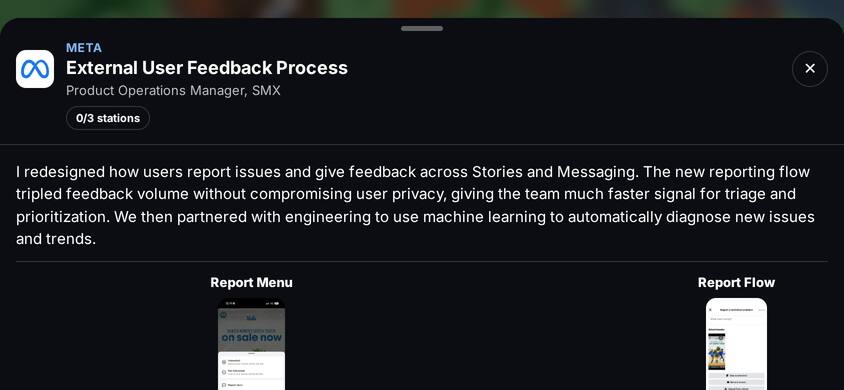 META
External User Feedback Process
Product Operations Manager, SMX
0/3 stations
I redesigned how users report issues and give feedback across Stories and Messaging. The new reporting flow
tripled feedback volume without compromising user privacy, giving the team much faster signal for triage and
prioritization. We then partnered with engineering to use machine learning to automatically diagnose new issues
and trends.
Report Menu
Report Flow
on sale now